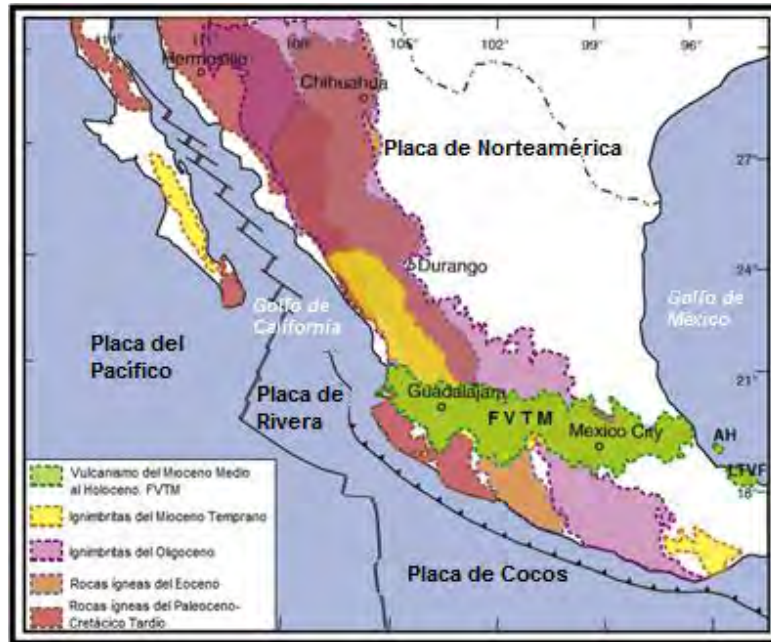 114° 111° 108° 105° 102° 99° 96°
Hermosillo
Chihuahua
Placa de Norteamérica
27°
Durango
24°
Golfo de
California
Golfo de
México
Placa del
Pacífico
Placa de
Rivera
21°
Guadalajara
F V T M
Mexico City
AH
LTVF
18°
Placa de Cocos
Vulcanismo del Mioceno Medio
al Holoceno. FVTM
Ignimbritas del Mioceno Temprano
Ignimbritas del Oligoceno
Rocas ígneas del Eoceno
Rocas ígneas del Paleoceno-
Cretácico Tardío